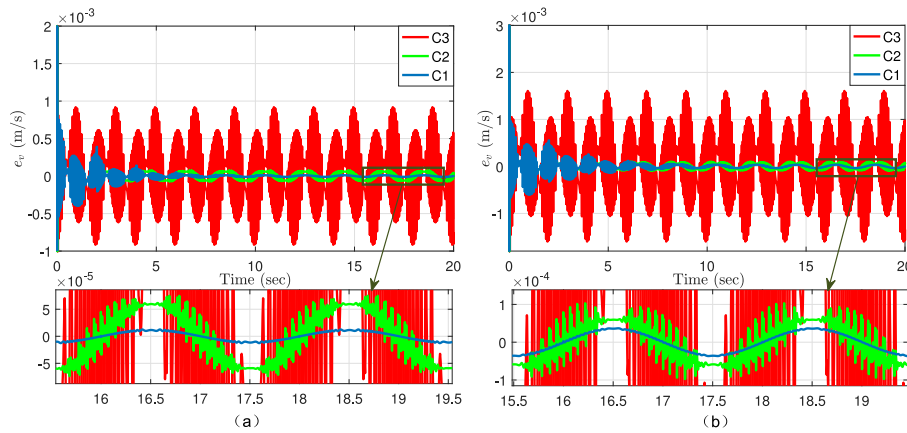 ×10⁻³
2
1.5
1
0.5
0
-0.5
-1
e_v (m/s)
C3
C2
C1
0 5 10 15 20
Time (sec)
×10⁻⁵
5
0
-5
16 16.5 17 17.5 18 18.5 19 19.5
（a）
×10⁻³
3
2
1
0
-1
e_v (m/s)
C3
C2
C1
0 5 10 15 20
Time (sec)
×10⁻⁴
1
0
-1
15.5 16 16.5 17 17.5 18 18.5 19
（b）